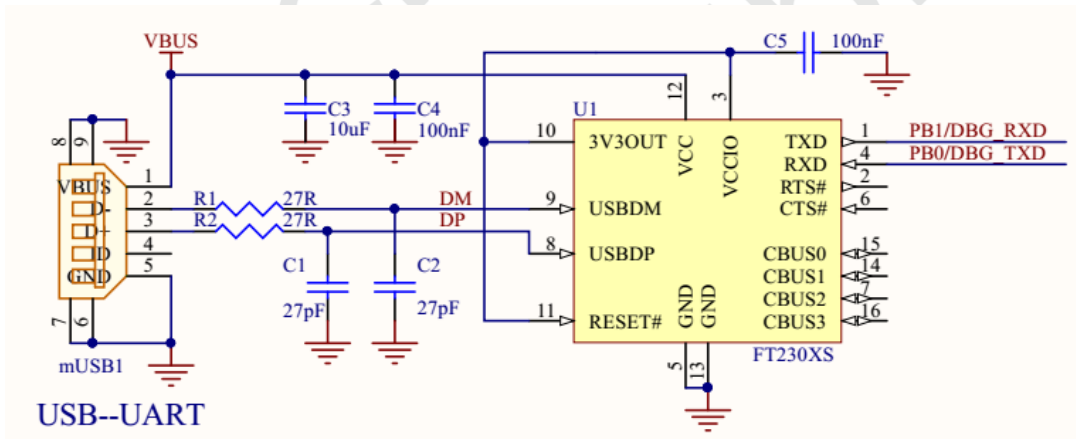 VBUS
C5 100nF
12
3
C3
10uF
C4
100nF
U1
8
9
10
3V3OUT
VCC
VCCIO
TXD
1
PB1/DBG_RXD
RXD
4
PB0/DBG_TXD
RTS#
2
CTS#
6
VBUS
1
D-
2
R1
27R
DM
9
USBDM
D+
3
R2
27R
DP
8
USBDP
ID
4
GND
5
C1
27pF
C2
27pF
CBUS0
15
CBUS1
14
CBUS2
7
CBUS3
16
11
RESET#
GND
GND
7
6
5
13
FT230XS
mUSB1
USB--UART